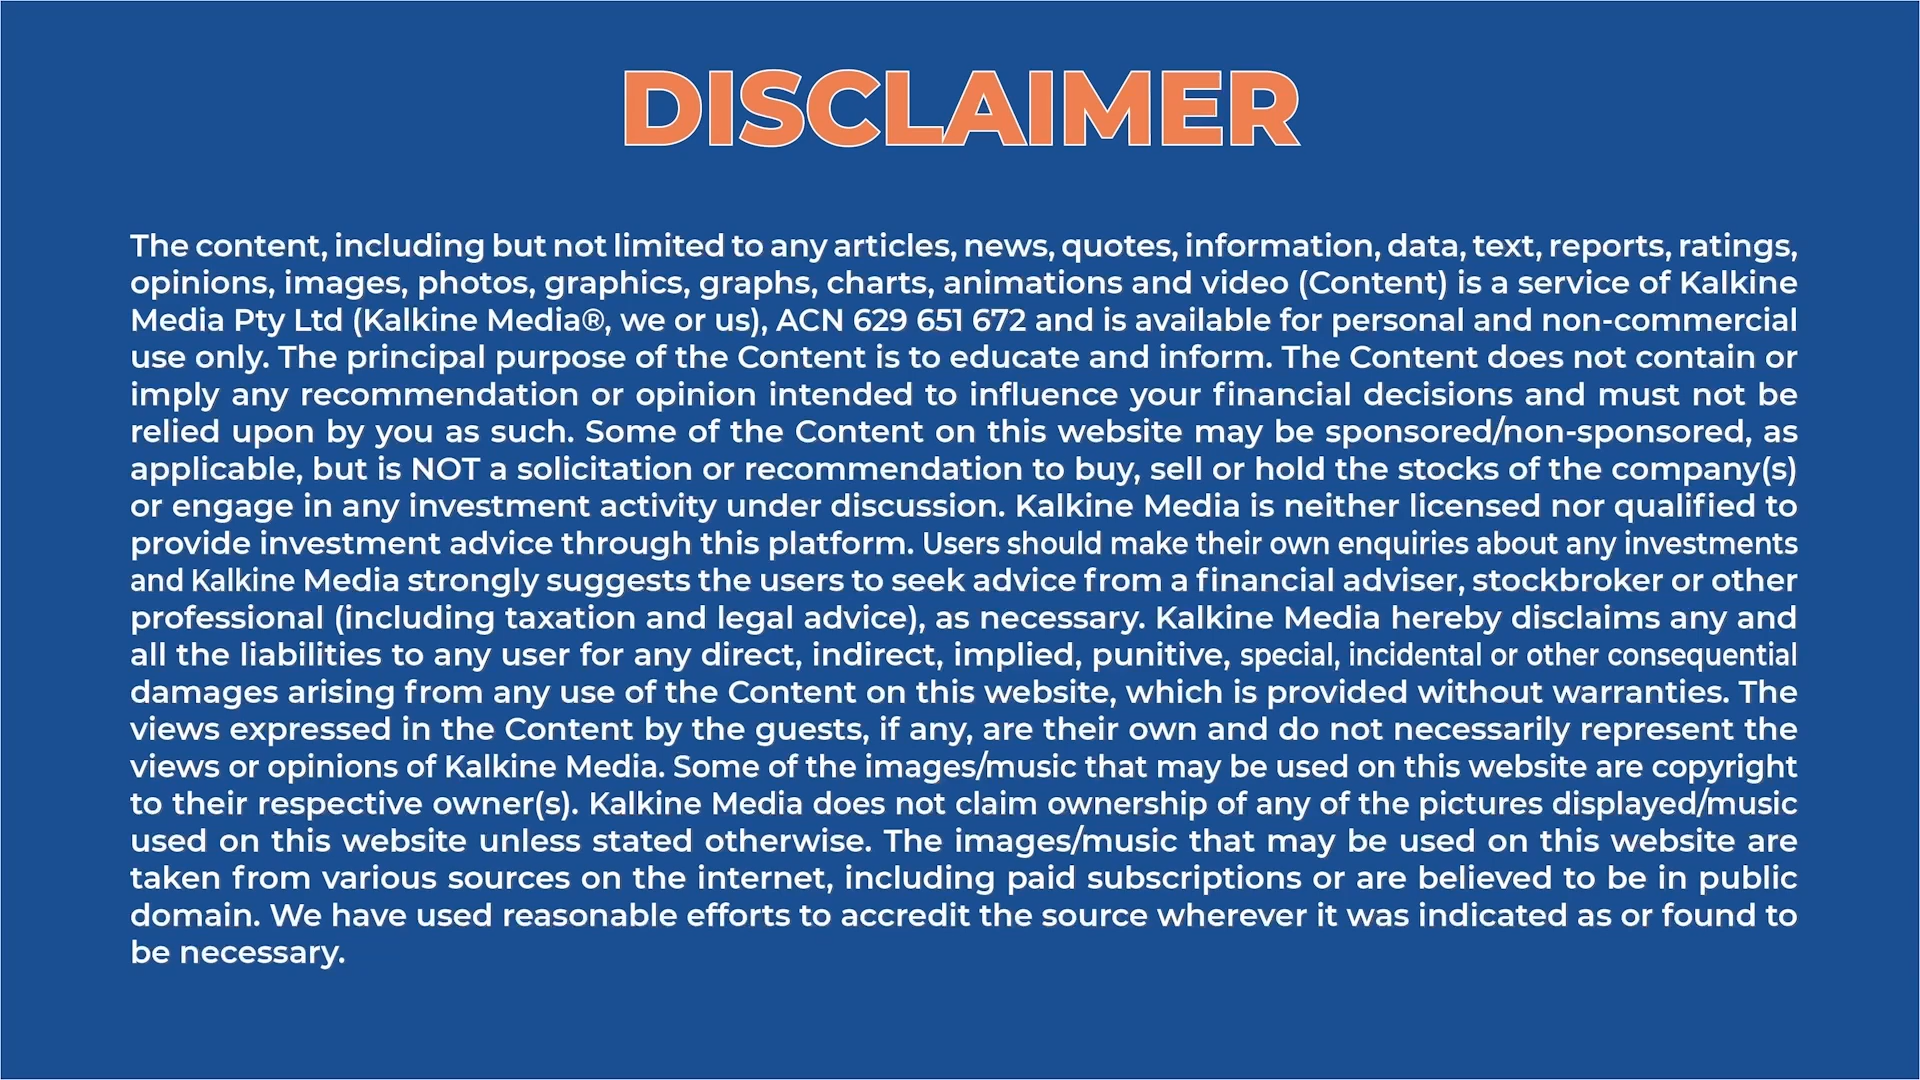 DISCLAIMER
The content, including but not limited to any articles, news, quotes, information, data, text, reports, ratings,
opinions, images, photos, graphics, graphs, charts, animations and video (Content) is a service of Kalkine
Media Pty Ltd (Kalkine Media®, we or us), ACN 629 651 672 and is available for personal and non-commercial
use only. The principal purpose of the Content is to educate and inform. The Content does not contain or
imply any recommendation or opinion intended to influence your financial decisions and must not be
relied upon by you as such. Some of the Content on this website may be sponsored/non-sponsored, as
applicable, but is NOT a solicitation or recommendation to buy, sell or hold the stocks of the company(s)
or engage in any investment activity under discussion. Kalkine Media is neither licensed nor qualified to
provide investment advice through this platform. Users should make their own enquiries about any investments
and Kalkine Media strongly suggests the users to seek advice from a financial adviser, stockbroker or other
professional (including taxation and legal advice), as necessary. Kalkine Media hereby disclaims any and
all the liabilities to any user for any direct, indirect, implied, punitive, special, incidental or other consequential
damages arising from any use of the Content on this website, which is provided without warranties. The
views expressed in the Content by the guests, if any, are their own and do not necessarily represent the
views or opinions of Kalkine Media. Some of the images/music that may be used on this website are copyright
to their respective owner(s). Kalkine Media does not claim ownership of any of the pictures displayed/music
used on this website unless stated otherwise. The images/music that may be used on this website are
taken from various sources on the internet, including paid subscriptions or are believed to be in public
domain. We have used reasonable efforts to accredit the source wherever it was indicated as or found to
be necessary.